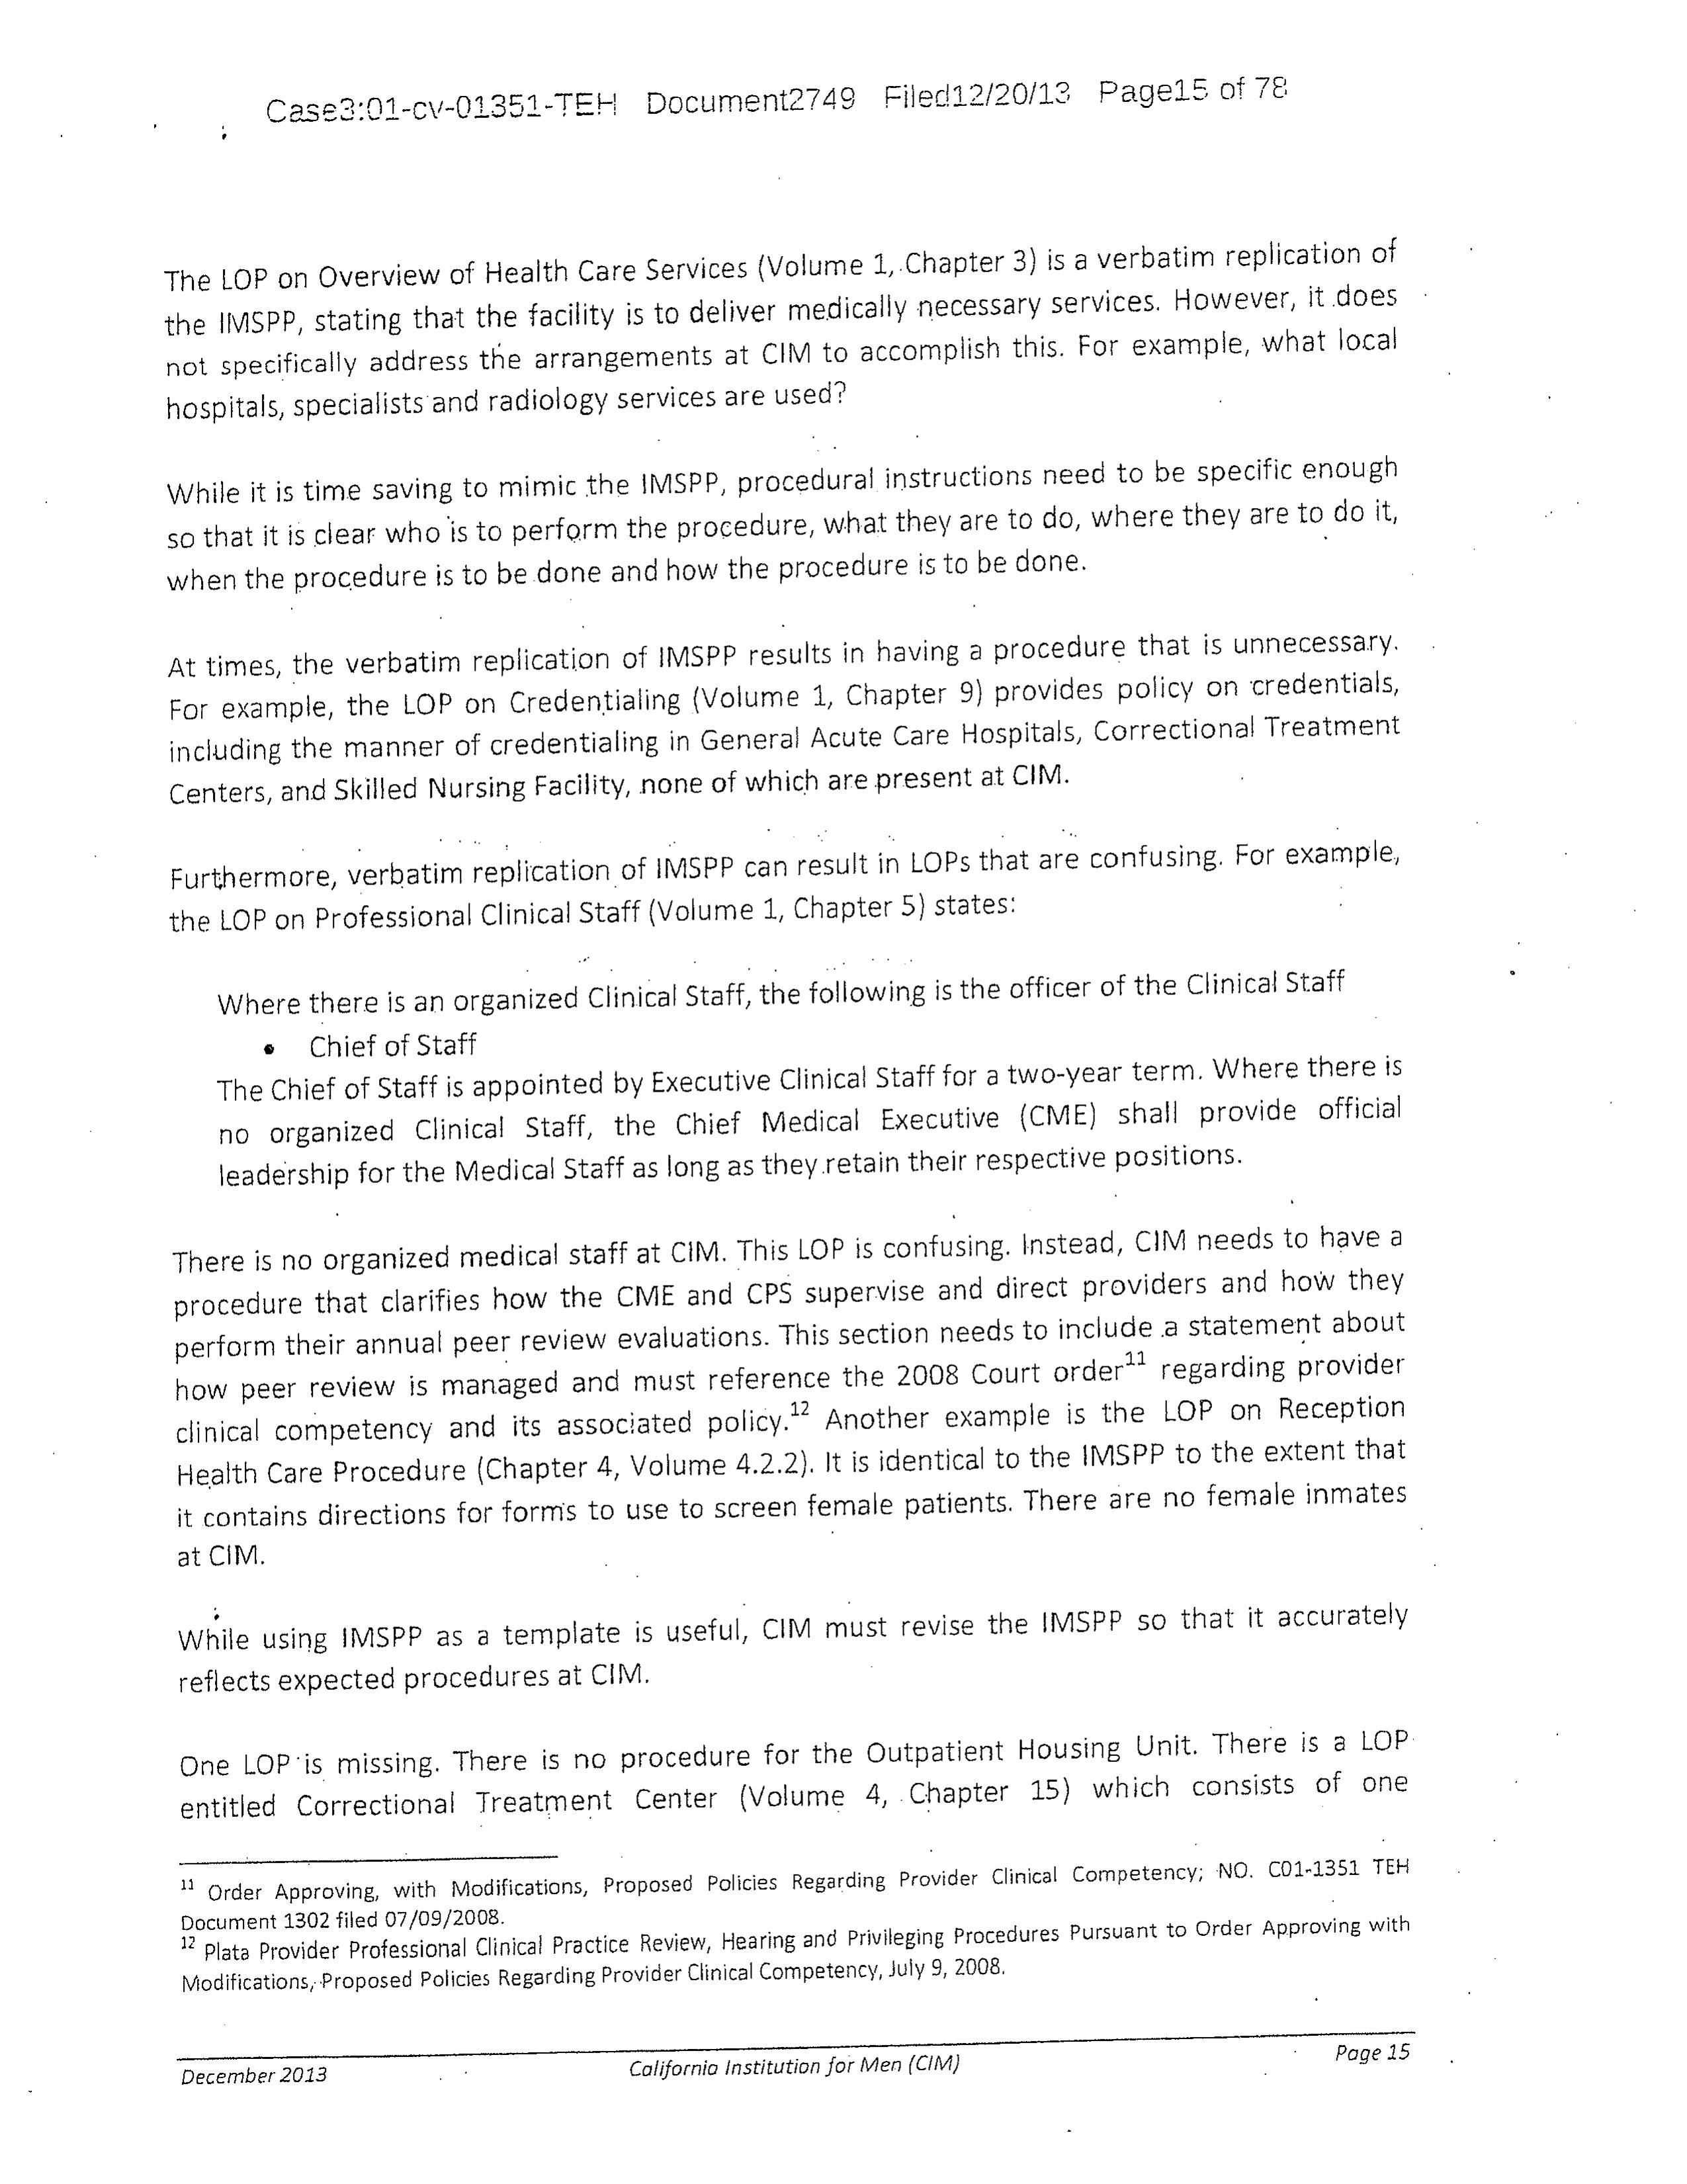 Case3:01-cv-01351-TEH Document2749 Filed12/20/13 Page15 of 78
The LOP on Overview of Health Care Services (Volume 1, Chapter 3) is a verbatim replication of
the IMSPP, stating that the facility is to deliver medically necessary services. However, it does
not specifically address the arrangements at CIM to accomplish this. For example, what local
hospitals, specialists and radiology services are used?
While it is time saving to mimic the IMSPP, procedural instructions need to be specific enough
so that it is clear who is to perform the procedure, what they are to do, where they are to do it,
when the procedure is to be done and how the procedure is to be done.
At times, the verbatim replication of IMSPP results in having a procedure that is unnecessary.
For example, the LOP on Credentialing (Volume 1, Chapter 9) provides policy on credentials,
including the manner of credentialing in General Acute Care Hospitals, Correctional Treatment
Centers, and Skilled Nursing Facility, none of which are present at CIM.
Furthermore, verbatim replication of IMSPP can result in LOPs that are confusing. For example,
the LOP on Professional Clinical Staff (Volume 1, Chapter 5) states:
Where there is an organized Clinical Staff, the following is the officer of the Clinical Staff
• Chief of Staff
The Chief of Staff is appointed by Executive Clinical Staff for a two-year term. Where there is
no organized Clinical Staff, the Chief Medical Executive (CME) shall provide official
leadership for the Medical Staff as long as they retain their respective positions.
There is no organized medical staff at CIM. This LOP is confusing. Instead, CIM needs to have a
procedure that clarifies how the CME and CPS supervise and direct providers and how they
perform their annual peer review evaluations. This section needs to include a statement about
how peer review is managed and must reference the 2008 Court order11 regarding provider
clinical competency and its associated policy.12 Another example is the LOP on Reception
Health Care Procedure (Chapter 4, Volume 4.2.2). It is identical to the IMSPP to the extent that
it contains directions for forms to use to screen female patients. There are no female inmates
at CIM.
While using IMSPP as a template is useful, CIM must revise the IMSPP so that it accurately
reflects expected procedures at CIM.
One LOP is missing. There is no procedure for the Outpatient Housing Unit. There is a LOP
entitled Correctional Treatment Center (Volume 4, Chapter 15) which consists of one
11 Order Approving, with Modifications, Proposed Policies Regarding Provider Clinical Competency; NO. C01-1351 TEH
Document 1302 filed 07/09/2008.
12 Plata Provider Professional Clinical Practice Review, Hearing and Privileging Procedures Pursuant to Order Approving with
Modifications, Proposed Policies Regarding Provider Clinical Competency, July 9, 2008.
December 2013 California Institution for Men (CIM) Page 15